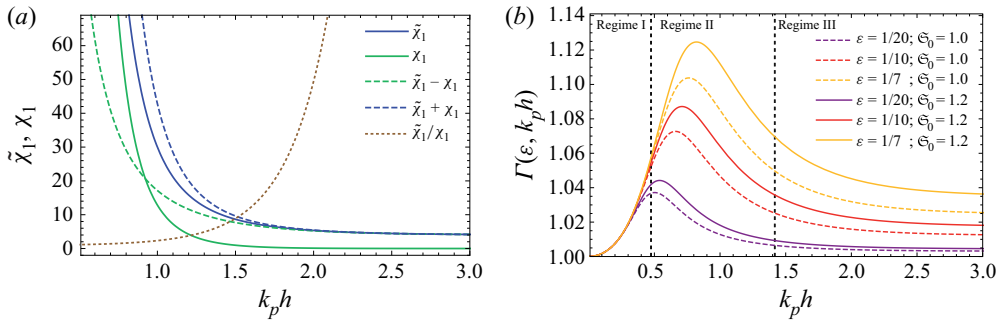 (a)
60
50
40
30
20
10
0
χ̃₁, χ₁
1.0
1.5
2.0
2.5
3.0
kₚh
χ̃₁
χ₁
χ̃₁ − χ₁
χ̃₁ + χ₁
χ̃₁/χ₁
(b)
1.14
1.12
1.10
1.08
1.06
1.04
1.02
1.00
Γ(ε, kₚh)
Regime I
Regime II
Regime III
ε = 1/20; 𝔖₀ = 1.0
ε = 1/10; 𝔖₀ = 1.0
ε = 1/7 ; 𝔖₀ = 1.0
ε = 1/20; 𝔖₀ = 1.2
ε = 1/10; 𝔖₀ = 1.2
ε = 1/7 ; 𝔖₀ = 1.2
0.5
1.0
1.5
2.0
2.5
3.0
kₚh